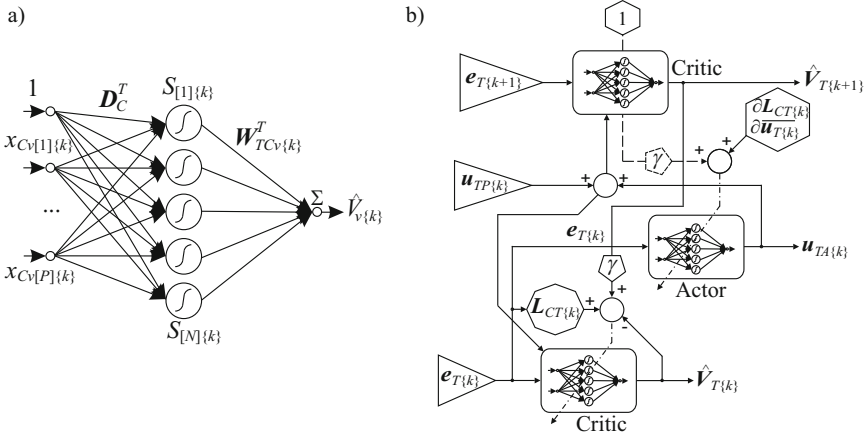 a)
1
D_C^T
S_{[1]{k}}
x_{Cv[1]{k}}
W_{TCv{k}}^T
...
Σ
V̂_{v{k}}
x_{Cv[P]{k}}
S_{[N]{k}}
b)
1
e_{T{k+1}}
Critic
V̂_{T{k+1}}
∂L_{CT{k}}
∂u_{T{k}}
γ
+
+
u_{TP{k}}
+
+
e_{T{k}}
u_{TA{k}}
γ
Actor
+
L_{CT{k}}
+
-
e_{T{k}}
V̂_{T{k}}
Critic